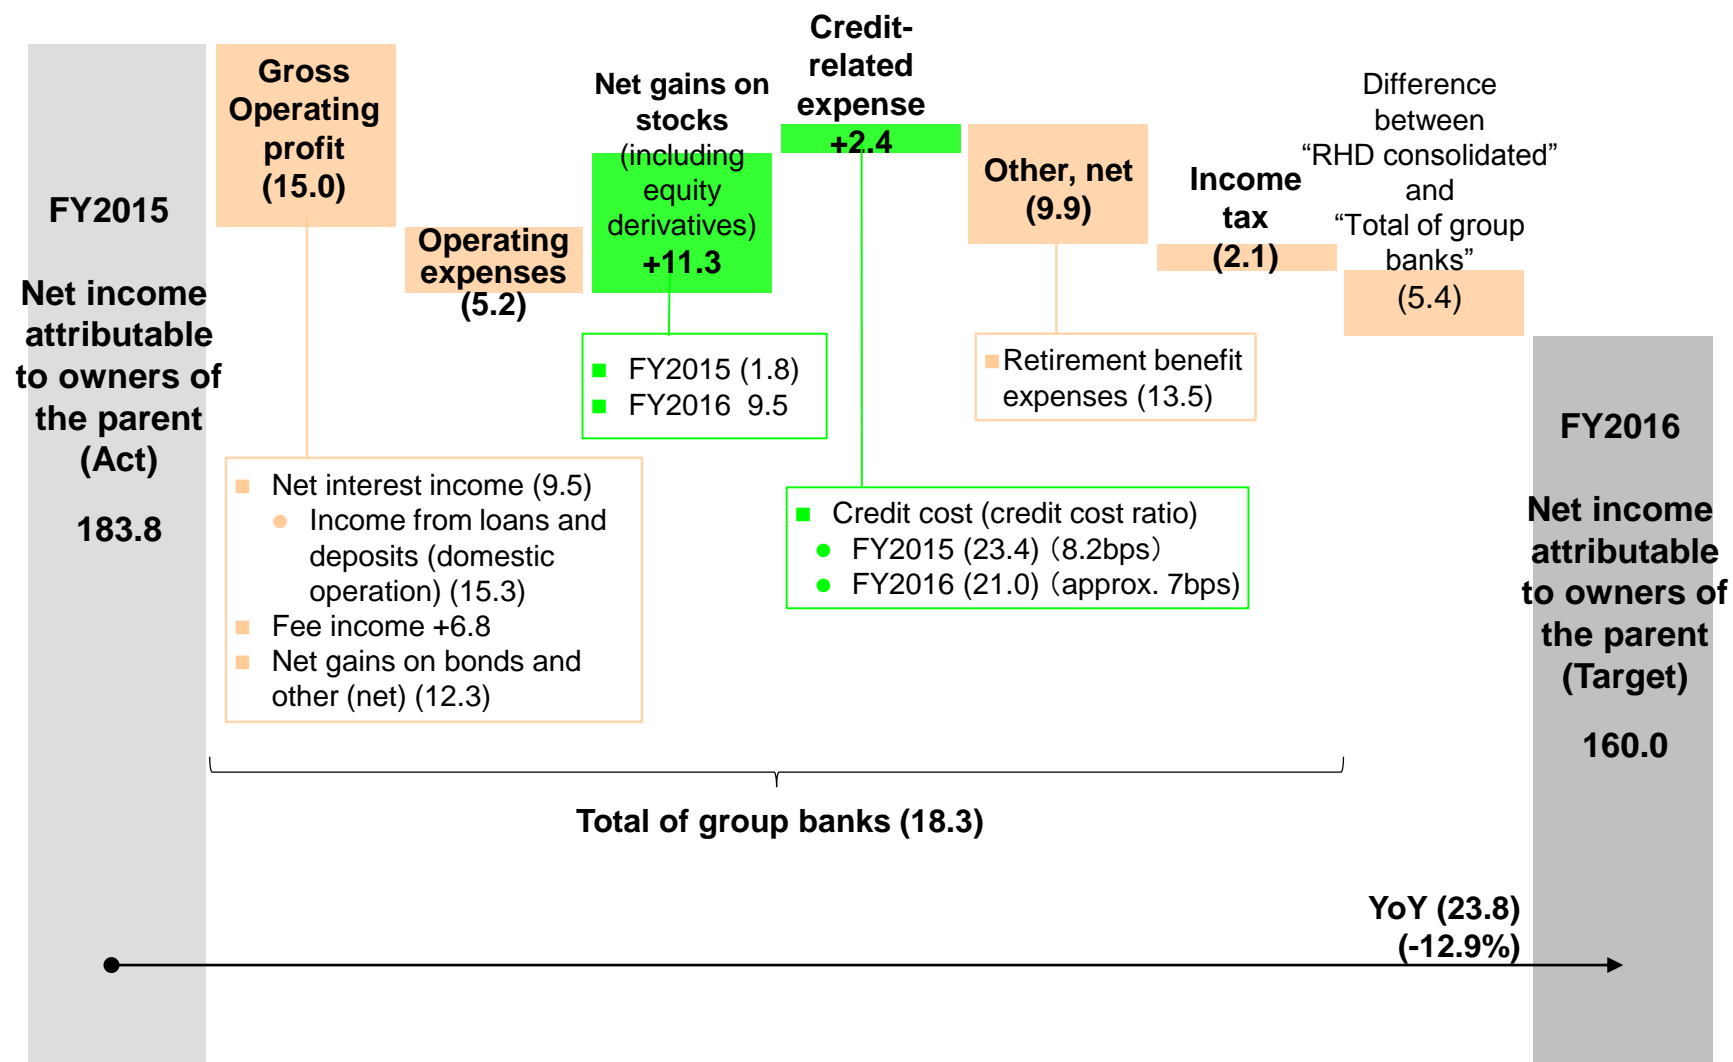 FY2015
Net income
attributable
to owners of
the parent
(Act)
183.8
Gross
Operating
profit
(15.0)
Operating
expenses
(5.2)
Net gains on
stocks
(including
equity
derivatives)
+11.3
Credit-
related
expense
+2.4
Other, net
(9.9)
Income
tax
(2.1)
Difference
between
“RHD consolidated”
and
“Total of group
banks”
(5.4)
FY2015 (1.8)
FY2016 9.5
Retirement benefit
expenses (13.5)
Net interest income (9.5)
Income from loans and
deposits (domestic
operation) (15.3)
Fee income +6.8
Net gains on bonds and
other (net) (12.3)
Credit cost (credit cost ratio)
FY2015 (23.4)（8.2bps）
FY2016 (21.0)（approx. 7bps)
Total of group banks (18.3)
YoY (23.8)
(-12.9%)
FY2016
Net income
attributable
to owners of
the parent
(Target)
160.0